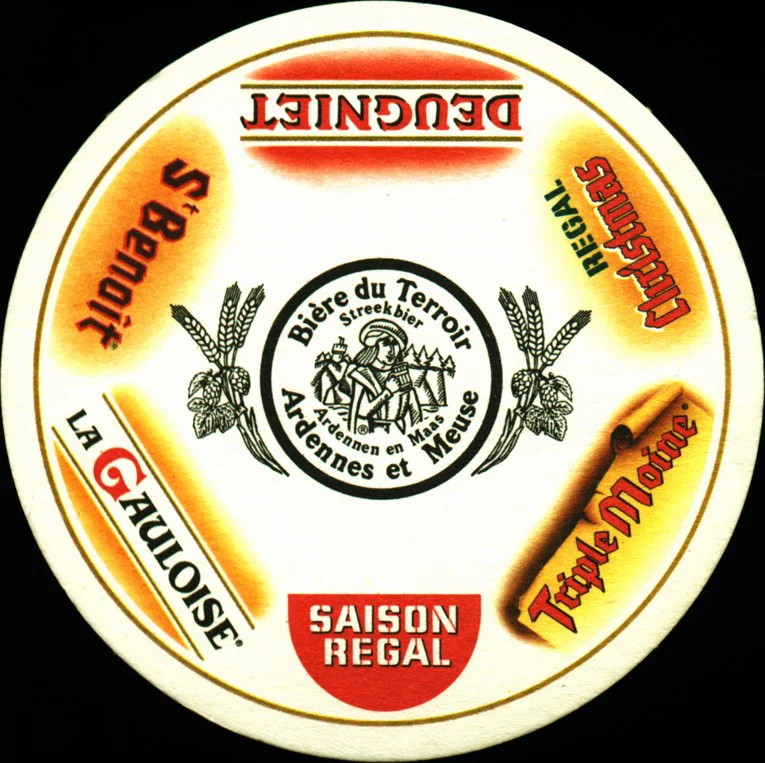 DEUGNIET
REGAL
Christmas
Triple Moine®
SAISON
REGAL
LA GAULOISE®
St Benoît®
Bière du Terroir
Streekbier
®
Ardennen en Maas
Ardennes et Meuse